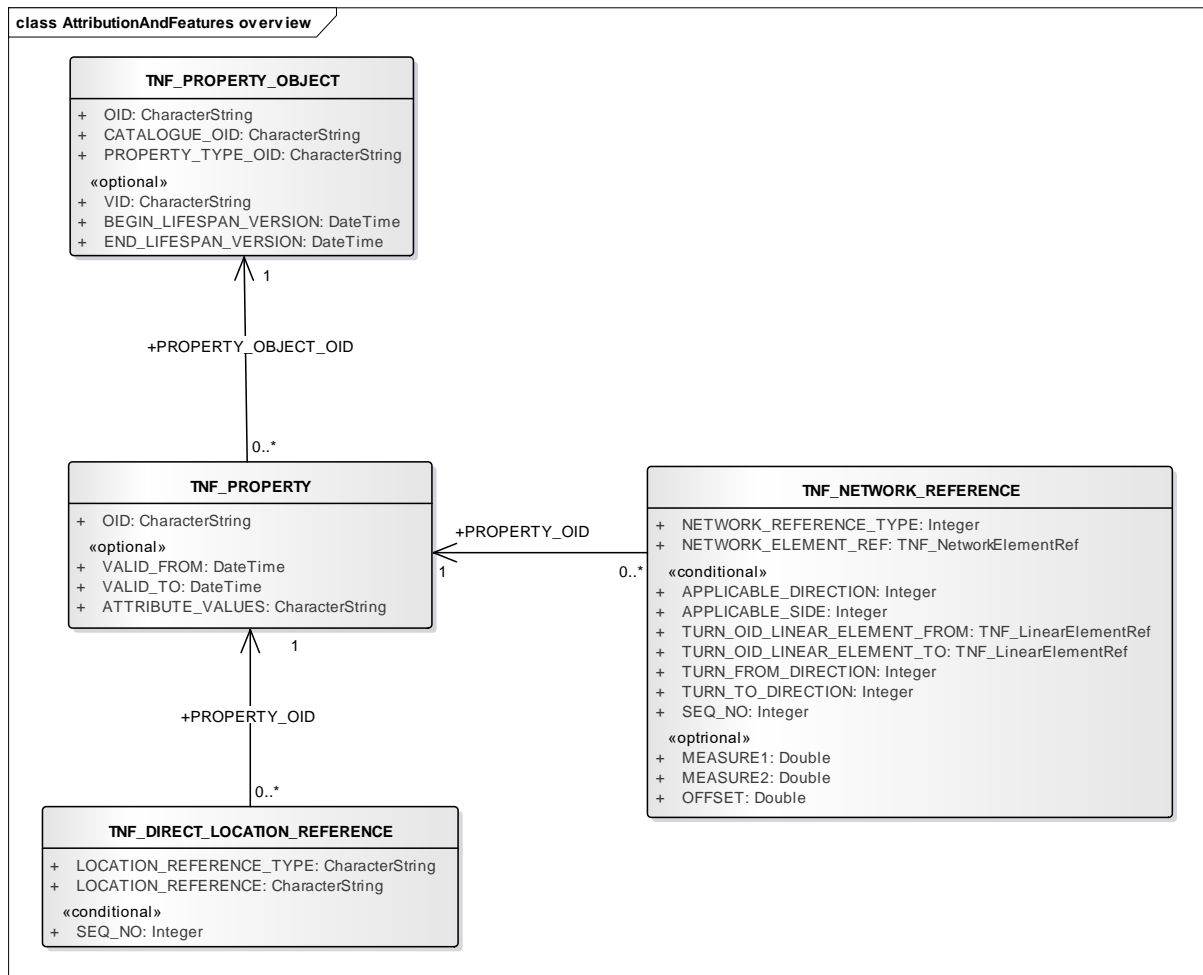 class AttributionAndFeatures overview
TNF_PROPERTY_OBJECT
+ OID: CharacterString
+ CATALOGUE_OID: CharacterString
+ PROPERTY_TYPE_OID: CharacterString
«optional»
+ VID: CharacterString
+ BEGIN_LIFESPAN_VERSION: DateTime
+ END_LIFESPAN_VERSION: DateTime
1
+PROPERTY_OBJECT_OID
0..*
TNF_PROPERTY
+ OID: CharacterString
«optional»
+ VALID_FROM: DateTime
+ VALID_TO: DateTime
+ ATTRIBUTE_VALUES: CharacterString
+PROPERTY_OID
1
0..*
TNF_NETWORK_REFERENCE
+ NETWORK_REFERENCE_TYPE: Integer
+ NETWORK_ELEMENT_REF: TNF_NetworkElementRef
«conditional»
+ APPLICABLE_DIRECTION: Integer
+ APPLICABLE_SIDE: Integer
+ TURN_OID_LINEAR_ELEMENT_FROM: TNF_LinearElementRef
+ TURN_OID_LINEAR_ELEMENT_TO: TNF_LinearElementRef
+ TURN_FROM_DIRECTION: Integer
+ TURN_TO_DIRECTION: Integer
+ SEQ_NO: Integer
«optrional»
+ MEASURE1: Double
+ MEASURE2: Double
+ OFFSET: Double
1
+PROPERTY_OID
0..*
TNF_DIRECT_LOCATION_REFERENCE
+ LOCATION_REFERENCE_TYPE: CharacterString
+ LOCATION_REFERENCE: CharacterString
«conditional»
+ SEQ_NO: Integer